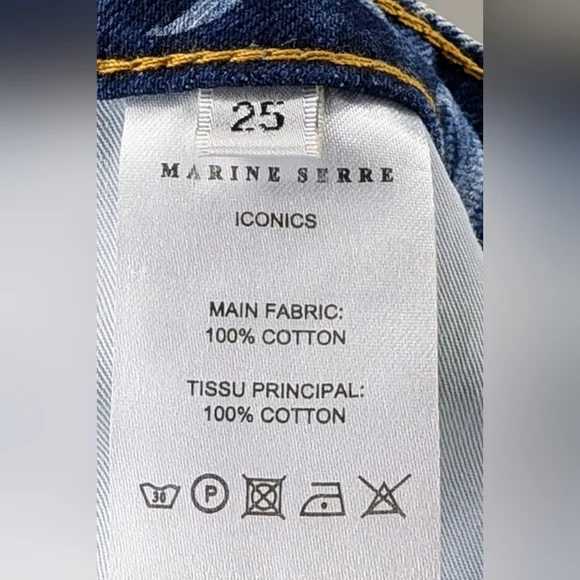 25
MARINE SERRE
ICONICS
MAIN FABRIC:
100% COTTON
TISSU PRINCIPAL:
100% COTTON
30 P